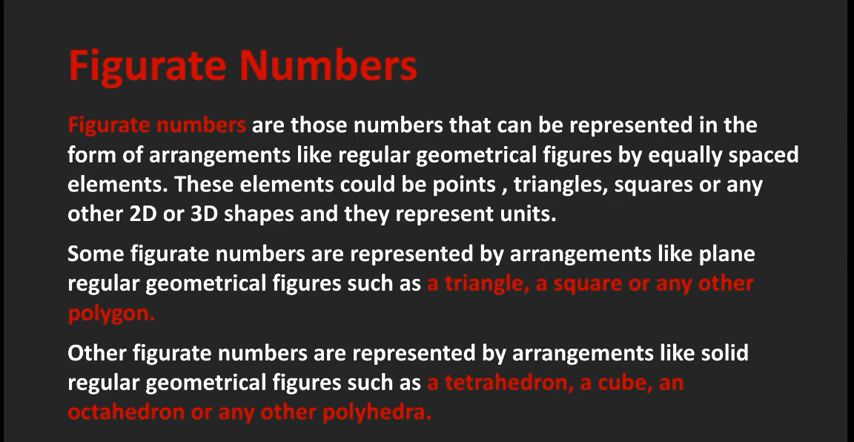 Figurate Numbers
Figurate numbers are those numbers that can be represented in the
form of arrangements like regular geometrical figures by equally spaced
elements. These elements could be points , triangles, squares or any
other 2D or 3D shapes and they represent units.
Some figurate numbers are represented by arrangements like plane
regular geometrical figures such as a triangle, a square or any other
polygon.
Other figurate numbers are represented by arrangements like solid
regular geometrical figures such as a tetrahedron, a cube, an
octahedron or any other polyhedra.